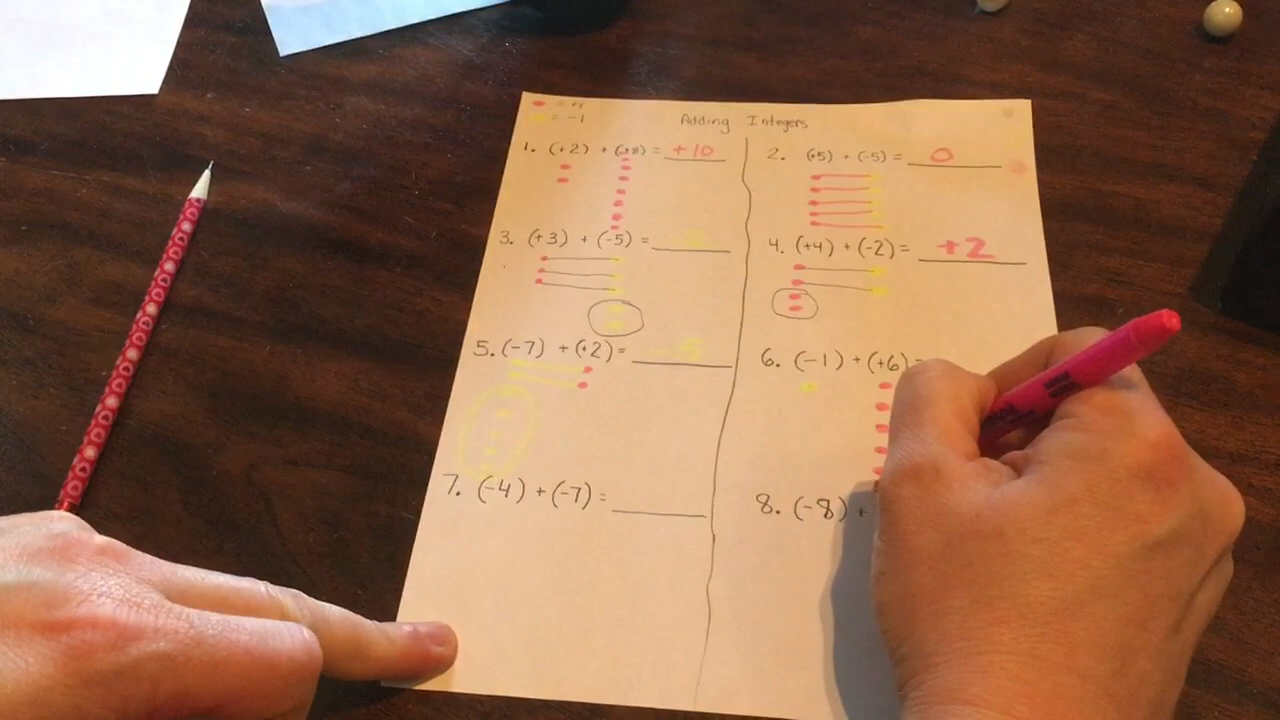 = +1
= -1
Adding Integers
1. (+2) + (+8) = +10
2. (+5) + (-5) = 0
3. (+3) + (-5) =
4. (+4) + (-2) = +2
5. (-7) + (+2) = -5
6. (-1) + (+6) =
7. (-4) + (-7) =
8. (-8) +